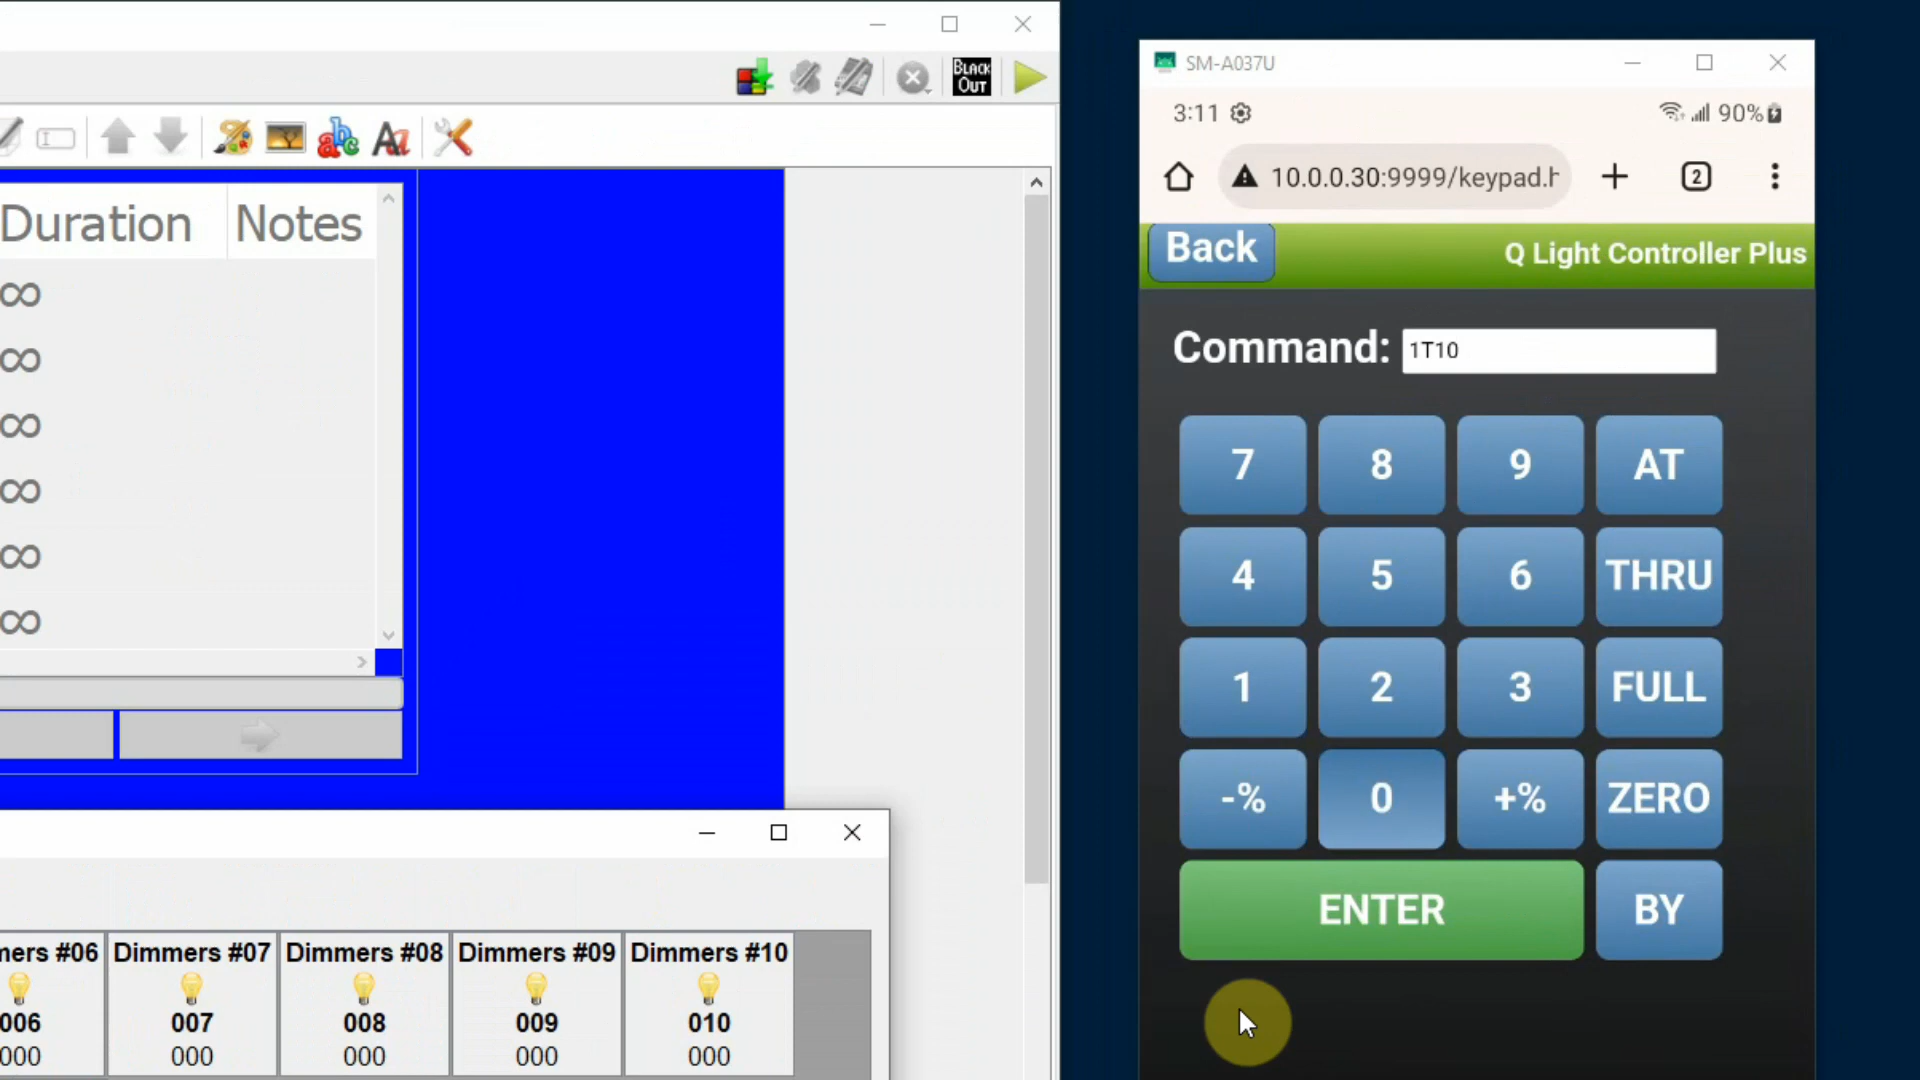 BLACK
OUT
abc
Aa
Duration Notes
∞
∞
∞
∞
∞
∞
mers #06 Dimmers #07 Dimmers #08 Dimmers #09 Dimmers #10
006 007 008 009 010
000 000 000 000 000
SM-A037U
3:11 90%
10.0.0.30:9999/keypad.h
2
Back Q Light Controller Plus
Command: 1T10
7 8 9 AT
4 5 6 THRU
1 2 3 FULL
-% 0 +% ZERO
ENTER BY